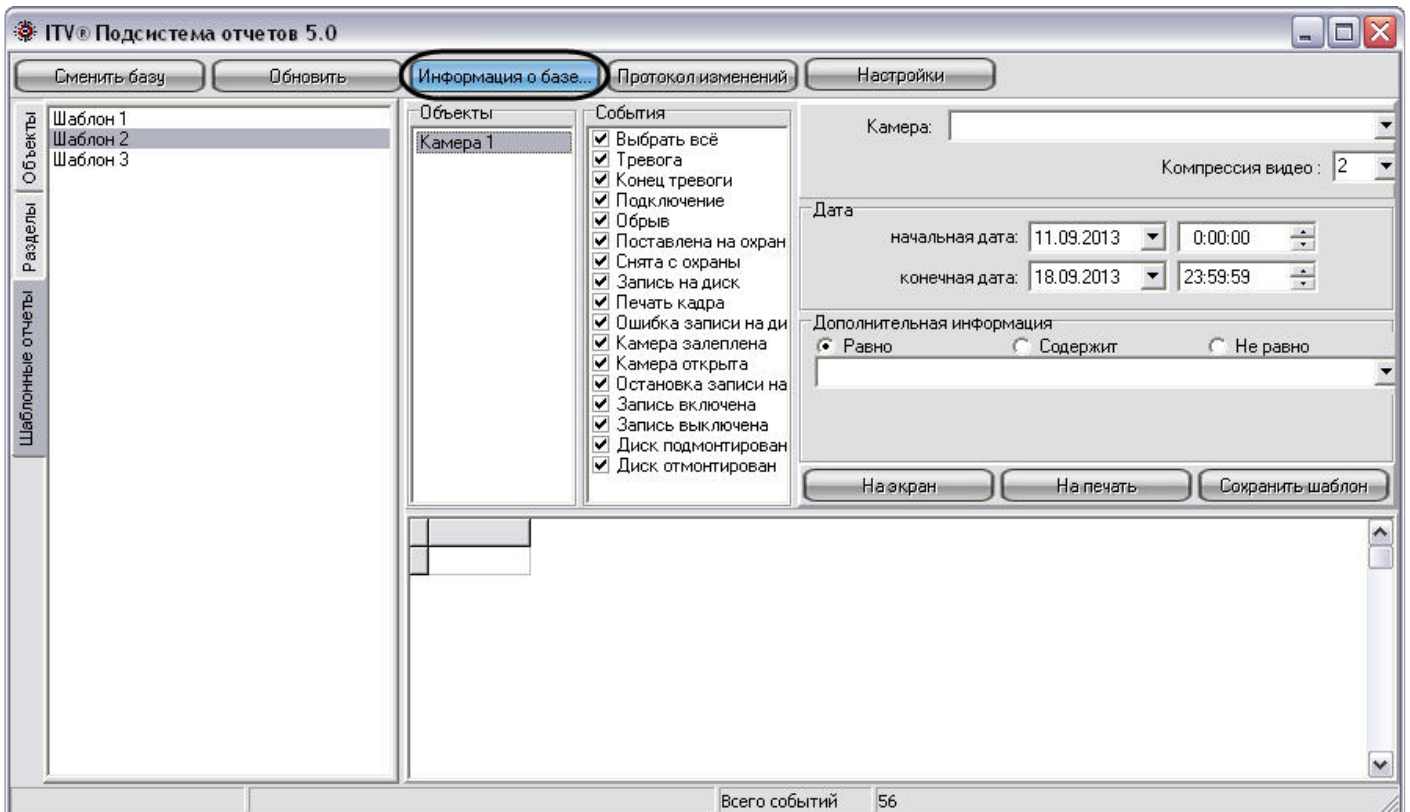 ITV® Подсистема отчетов 5.0
Сменить базу
Обновить
Информация о базе...
Протокол изменений
Настройки
Объекты
Разделы
Шаблонные отчеты
Шаблон 1
Шаблон 2
Шаблон 3
Объекты
Камера 1
События
Выбрать всё
Тревога
Конец тревоги
Подключение
Обрыв
Поставлена на охран
Снята с охраны
Запись на диск
Печать кадра
Ошибка записи на ди
Камера залеплена
Камера открыта
Остановка записи на
Запись включена
Запись выключена
Диск подмонтирован
Диск отмонтирован
Камера:
Компрессия видео : 2
Дата
начальная дата: 11.09.2013 0:00:00
конечная дата: 18.09.2013 23:59:59
Дополнительная информация
Равно Содержит Не равно
На экран
На печать
Сохранить шаблон
Всего событий 56